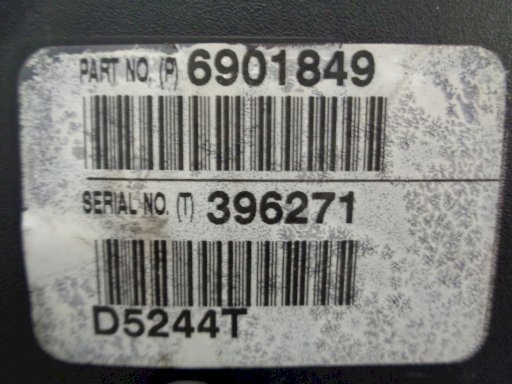 PART NO. (P) 6901849
SERIAL NO. (T) 396271
D5244T